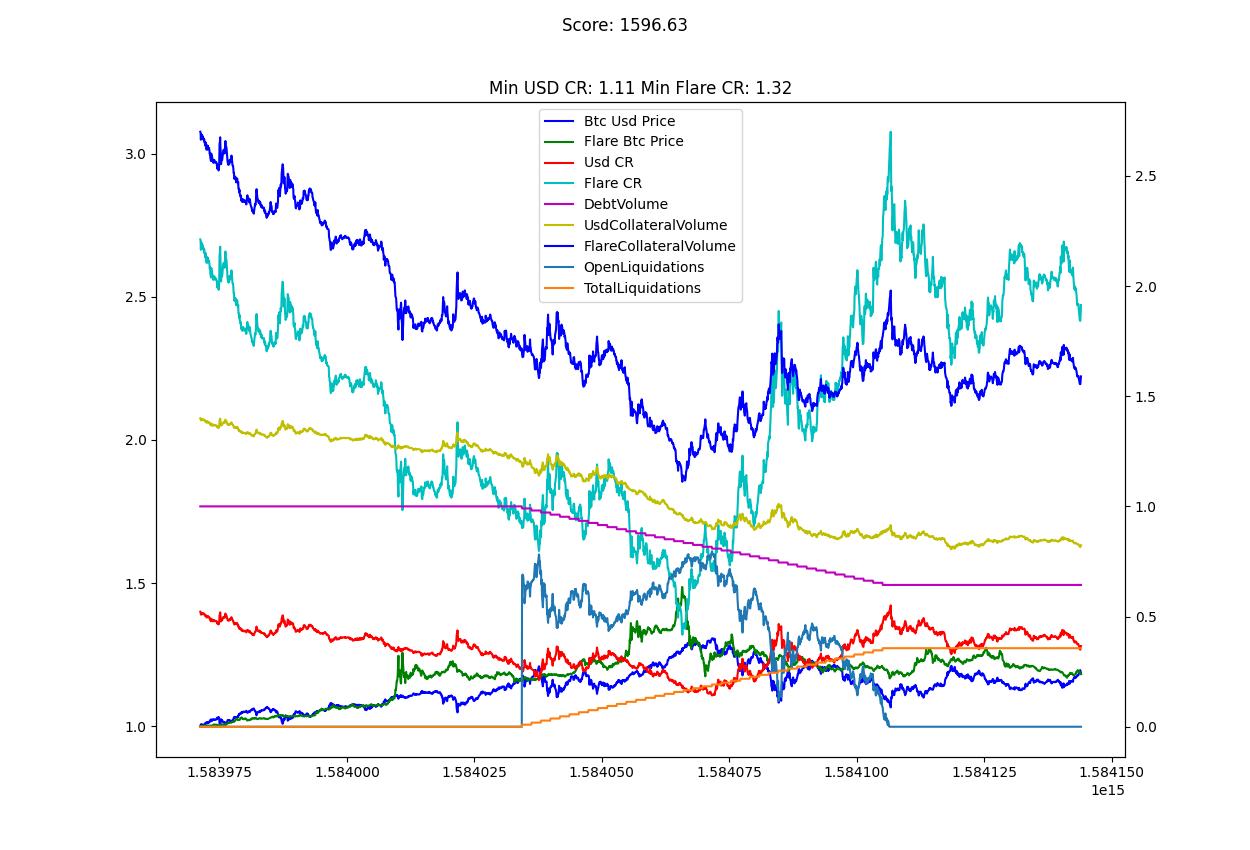 Score: 1596.63
Min USD CR: 1.11 Min Flare CR: 1.32
Btc Usd Price
Flare Btc Price
Usd CR
Flare CR
DebtVolume
UsdCollateralVolume
FlareCollateralVolume
OpenLiquidations
TotalLiquidations
3.0
2.5
2.0
1.5
1.0
2.5
2.0
1.5
1.0
0.5
0.0
1.583975 1.584000 1.584025 1.584050 1.584075 1.584100 1.584125 1.584150
1e15